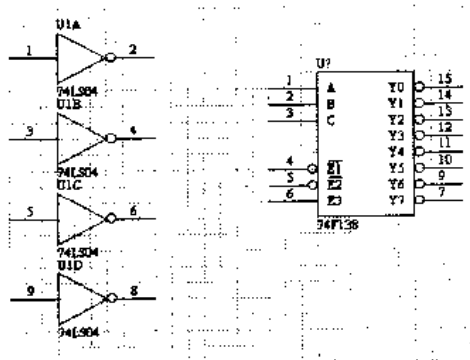 U1A
1 2
74LS04
U1B
3 4
74LS04
U1C
5 6
74LS04
U1D
9 8
74LS04
U?
1 A Y0 15
2 B Y1 14
3 C Y2 13
Y3 12
Y4 11
4 E1 Y5 10
5 E2 Y6 9
6 E3 Y7 7
74F138